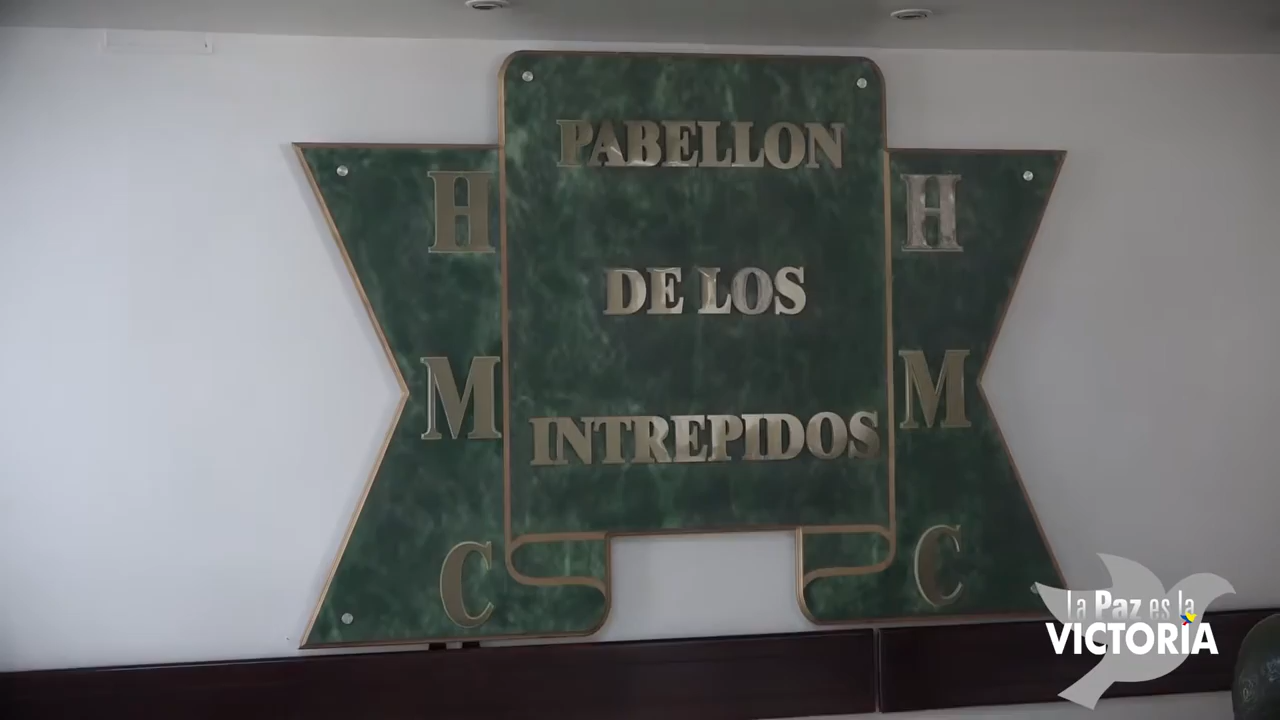 PABELLON
DE LOS
INTREPIDOS
H
M
C
H
M
C
la Paz es la
VICTORIA